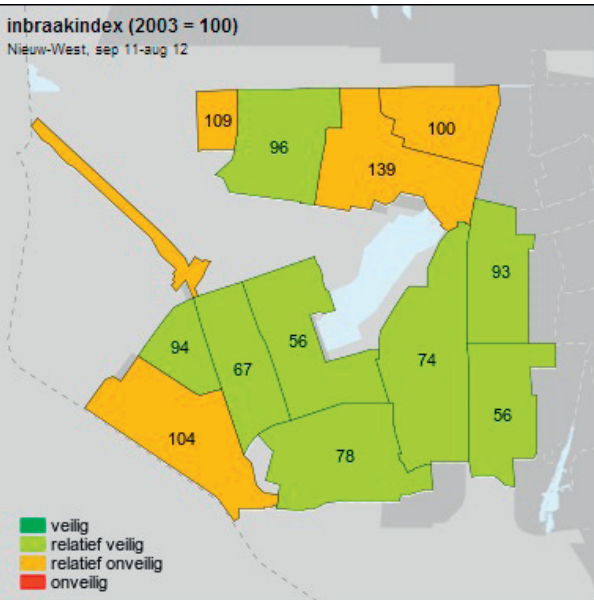 inbraakindex (2003 = 100)
Nieuw-West, sep 11-aug 12
109
96
100
139
93
94
67
56
74
104
78
56
veilig
relatief veilig
relatief onveilig
onveilig